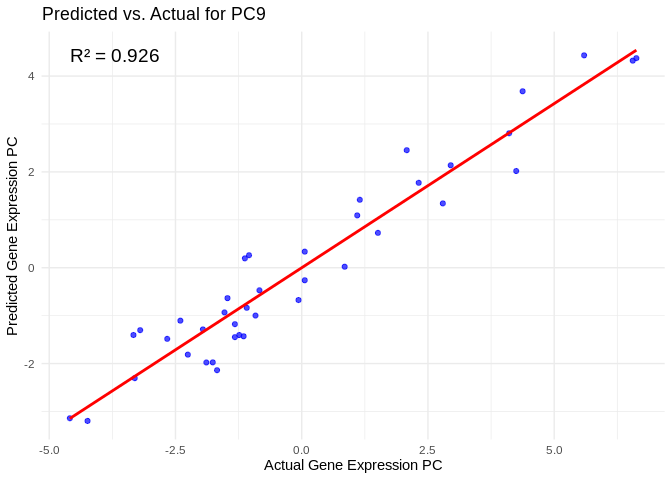 Predicted vs. Actual for PC9
R² = 0.926
Predicted Gene Expression PC
4
2
0
-2
-5.0
-2.5
0.0
2.5
5.0
Actual Gene Expression PC